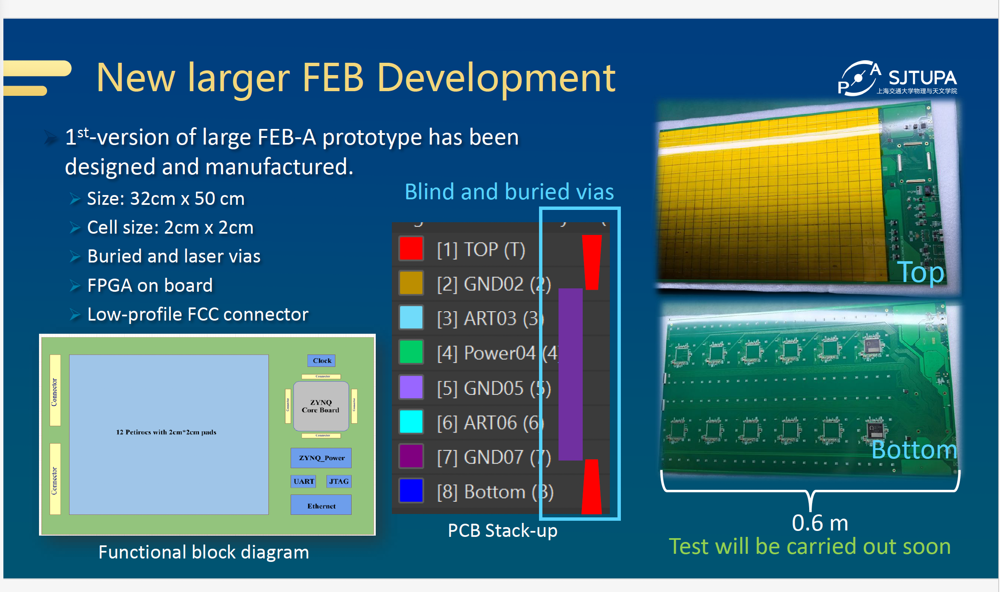 New larger FEB Development
P A SJTUPA
上海交通大学物理与天文学院
1st-version of large FEB-A prototype has been
designed and manufactured.
Size: 32cm x 50 cm
Cell size: 2cm x 2cm
Buried and laser vias
FPGA on board
Low-profile FCC connector
Connector
Connector
12 Petirocs with 2cm*2cm pads
Clock
Connector
Connector
ZYNQ
Core Board
Connector
Connector
ZYNQ_Power
UART JTAG
Ethernet
Functional block diagram
Blind and buried vias
[1] TOP (T)
[2] GND02 (2)
[3] ART03 (3)
[4] Power04 (4)
[5] GND05 (5)
[6] ART06 (6)
[7] GND07 (7)
[8] Bottom (B)
PCB Stack-up
Top
Bottom
0.6 m
Test will be carried out soon